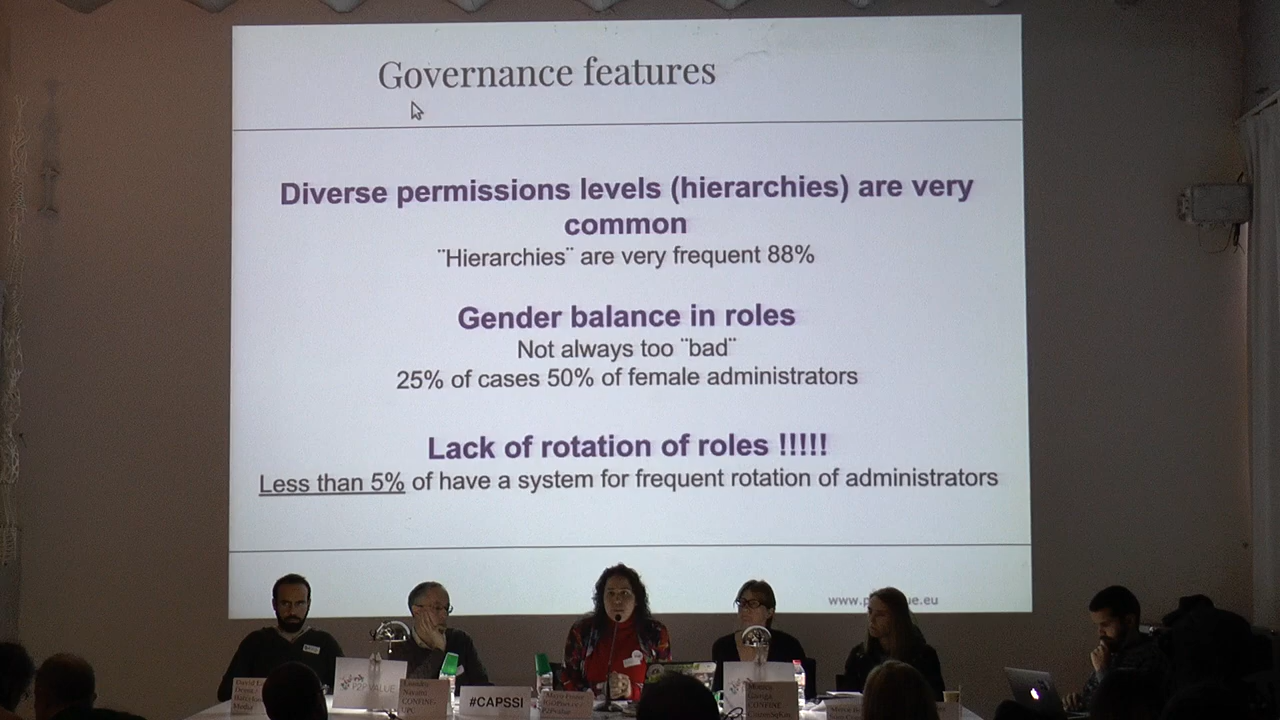 Governance features
Diverse permissions levels (hierarchies) are very
common
¨Hierarchies¨ are very frequent 88%
Gender balance in roles
Not always too ¨bad¨
25% of cases 50% of female administrators
Lack of rotation of roles !!!!!
Less than 5% of have a system for frequent rotation of administrators
P2PVALUE
#CAPSSI